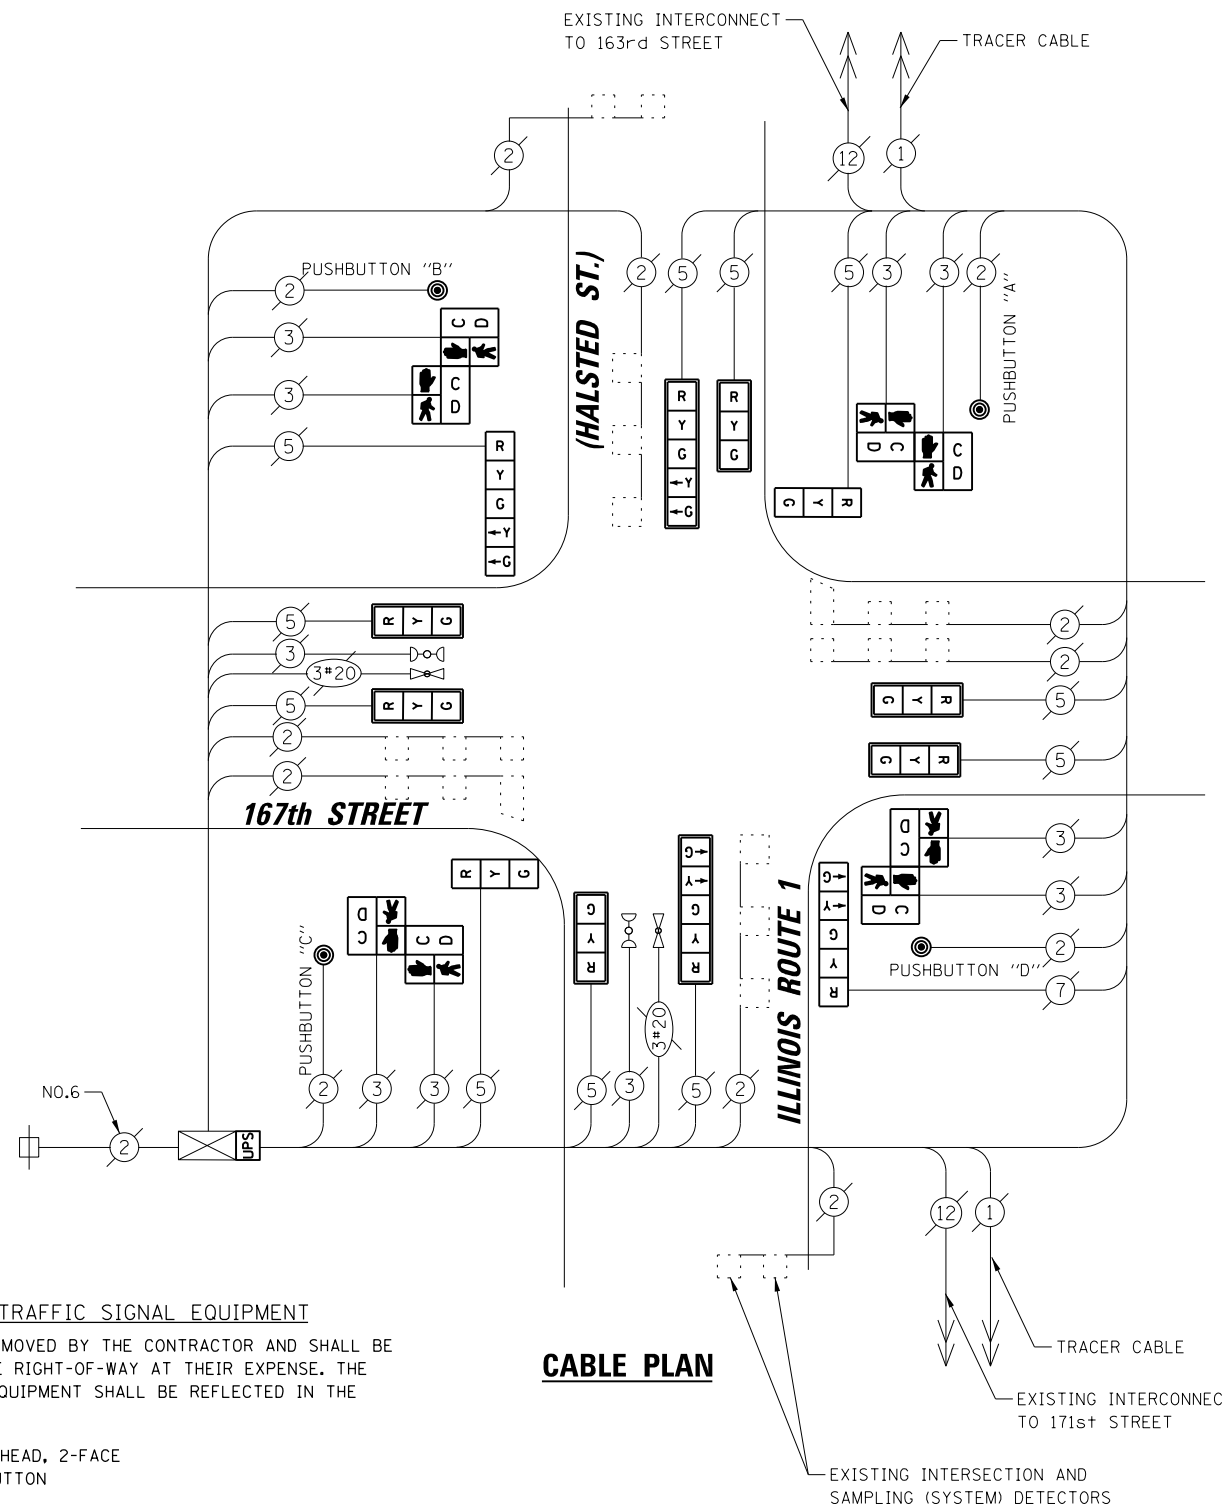 EXISTING INTERCONNECT
TO 163rd STREET
TRACER CABLE
2
12
1
PUSHBUTTON "B"
2
3
3
5
C D
C
D
R
Y
G
←Y
←G
(HALSTED ST.)
2
5
5
5
3
3
2
R
Y
G
←Y
←G
R
Y
G
PUSHBUTTON "A"
C
D
C
D
R Y G
5
3
3#20
5
2
2
R Y G
R Y G
167th STREET
2
2
5
5
R Y G
R Y G
C D
C D
3
3
2
7
PUSHBUTTON "D"
R
Y
G
←Y
←G
ILLINOIS ROUTE 1
R Y G
C D
C D
PUSHBUTTON "C"
R
Y
G
R
Y
G
←Y
←G
3#20
2
3
3
5
5
3
5
2
NO.6
2
UPS
2
12
1
TRAFFIC SIGNAL EQUIPMENT
MOVED BY THE CONTRACTOR AND SHALL BE
E RIGHT-OF-WAY AT THEIR EXPENSE. THE
QUIPMENT SHALL BE REFLECTED IN THE
HEAD, 2-FACE
UTTON
CABLE PLAN
TRACER CABLE
EXISTING INTERCONNEC
TO 171st STREET
EXISTING INTERSECTION AND
SAMPLING (SYSTEM) DETECTORS